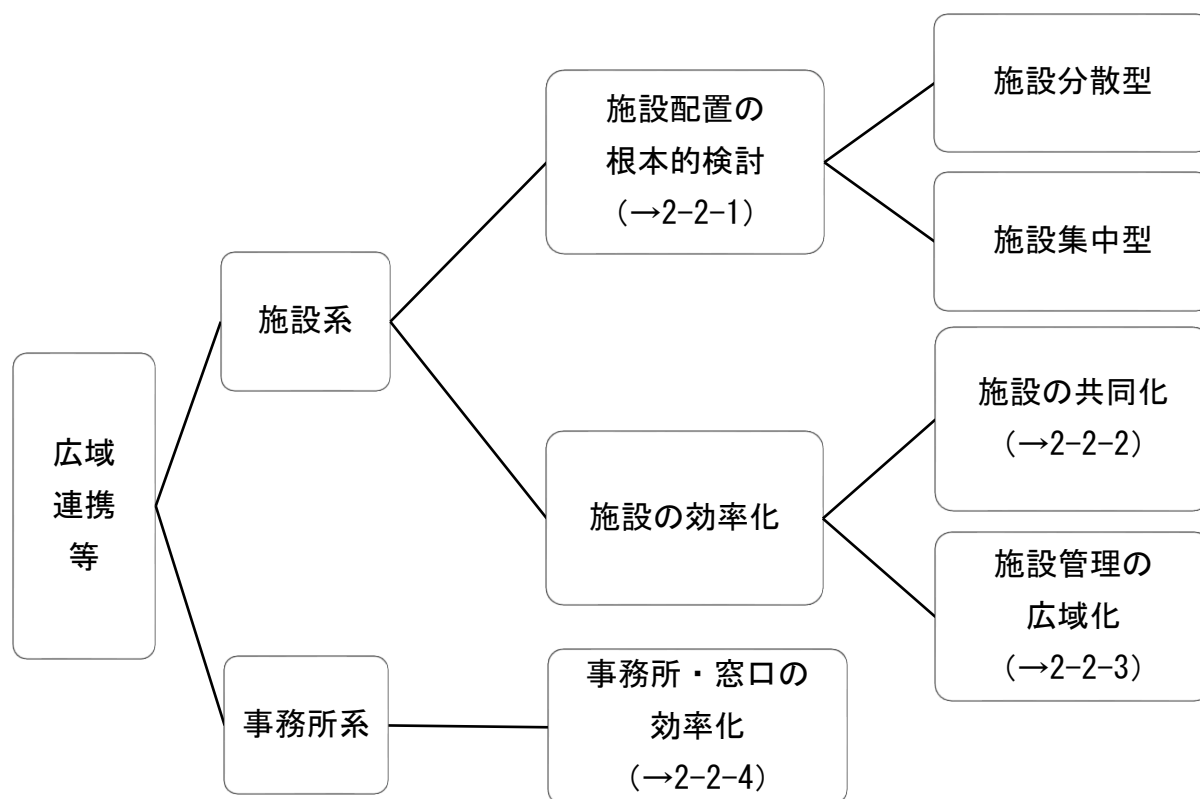 広域
連携
等
施設系
事務所系
施設配置の
根本的検討
（→2-2-1）
施設の効率化
事務所・窓口の
効率化
（→2-2-4）
施設分散型
施設集中型
施設の共同化
（→2-2-2）
施設管理の
広域化
（→2-2-3）